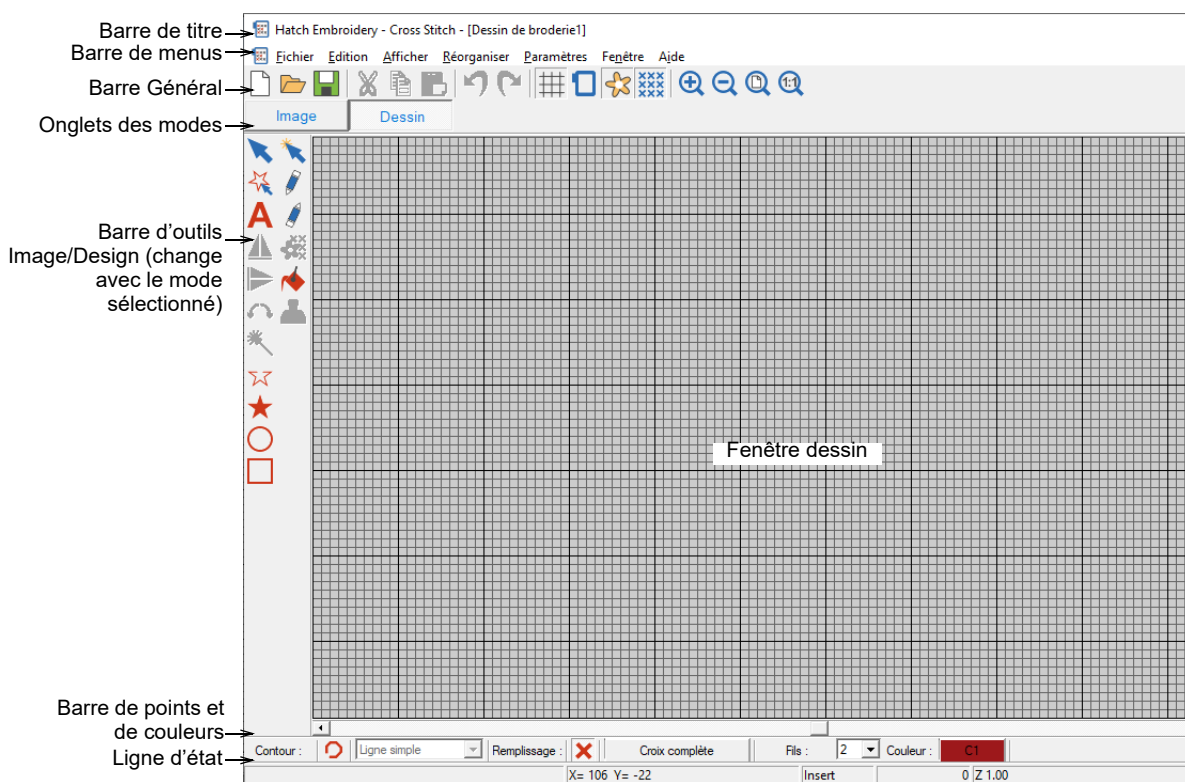 Barre de titre
Hatch Embroidery - Cross Stitch - [Dessin de broderie1]
Barre de menus
Fichier Edition Afficher Réorganiser Paramètres Fenêtre Aide
Barre Général
1:1
Onglets des modes
Image Dessin
A
Barre d’outils
Image/Design (change
avec le mode
sélectionné)
Fenêtre dessin
Barre de points et
de couleurs
Contour : Ligne simple Remplissage : Croix complète Fils : 2 Couleur : C1
Ligne d’état
X= 106 Y= -22 Insert 0 Z 1.00